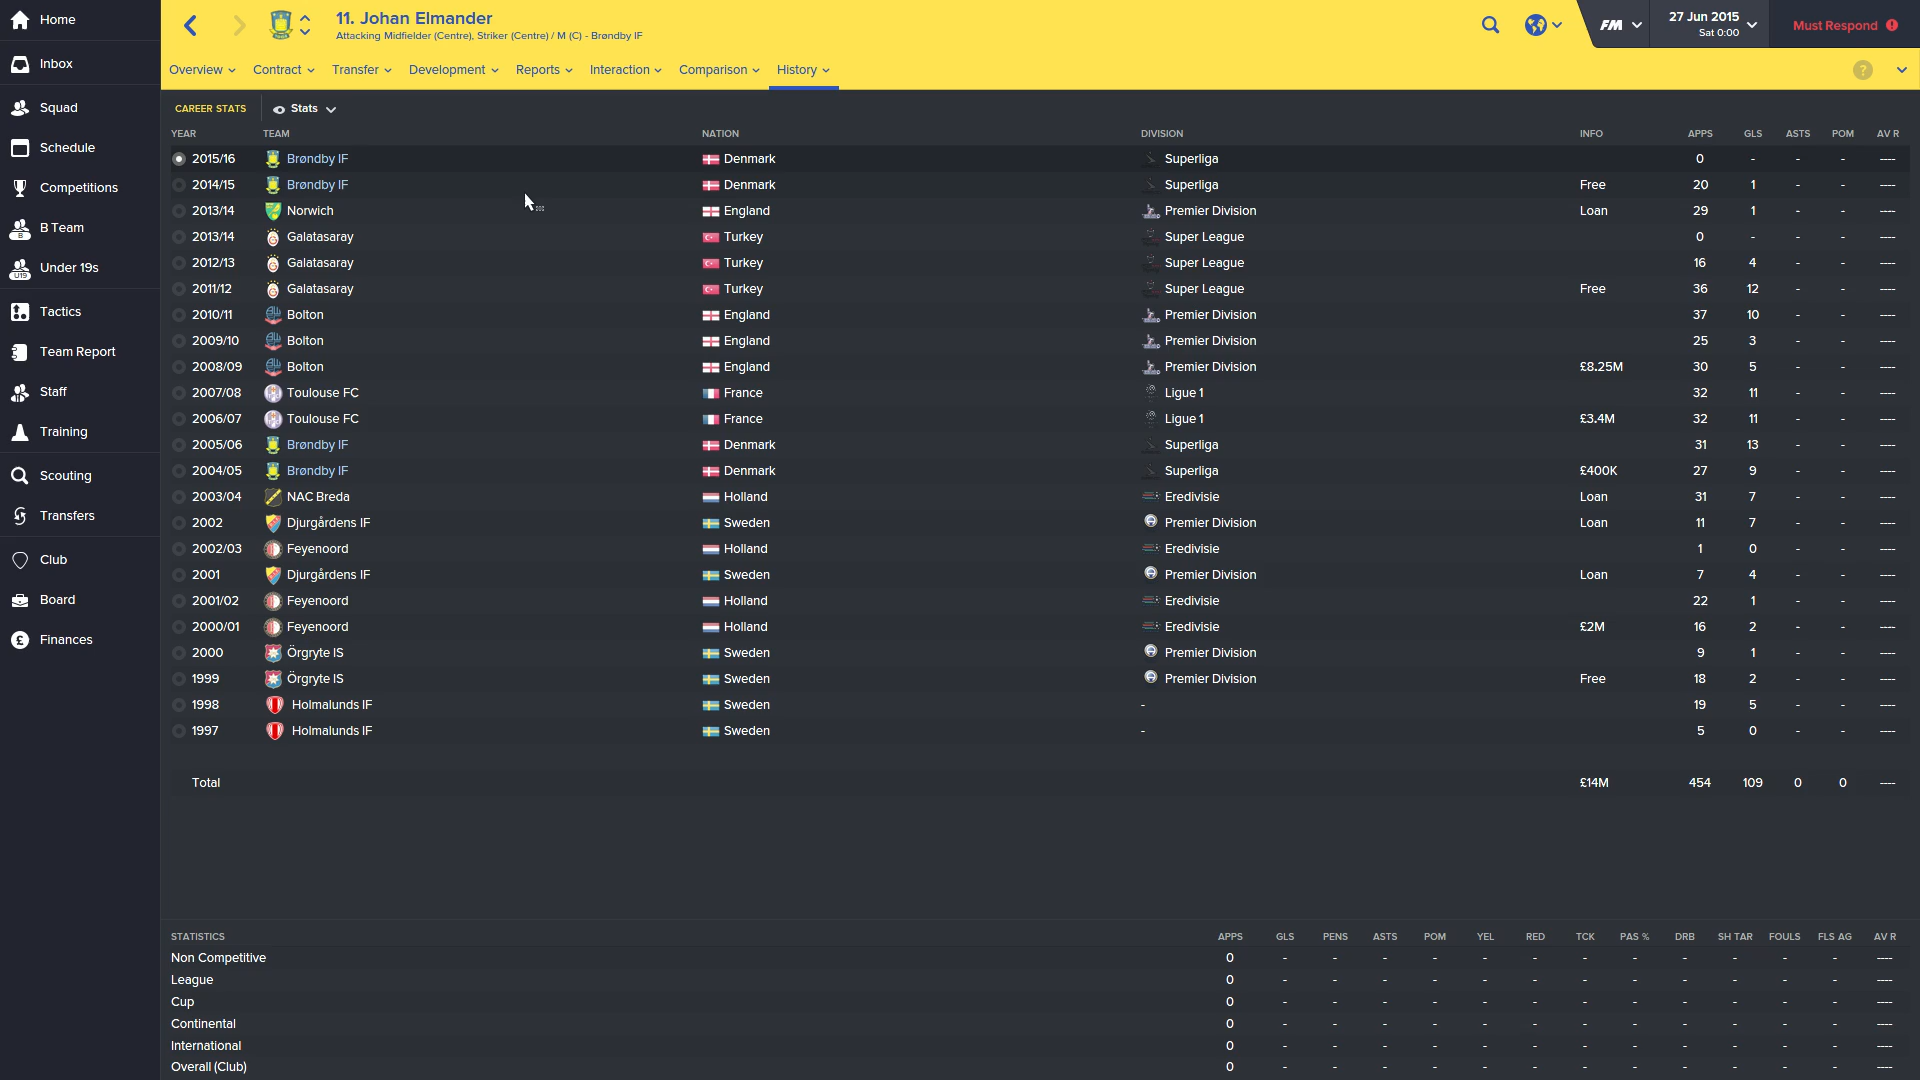 Home
Inbox
Squad
Schedule
Competitions
B Team
Under 19s
Tactics
Team Report
Staff
Training
Scouting
Transfers
Club
Board
Finances
11. Johan Elmander
Attacking Midfielder (Centre), Striker (Centre) / M (C) - Brøndby IF
FM
27 Jun 2015
Sat 0:00
Must Respond
Overview Contract Transfer Development Reports Interaction Comparison History ?
CAREER STATS Stats
YEAR TEAM NATION DIVISION INFO APPS GLS ASTS POM AV R
2015/16 Brøndby IF Denmark Superliga 0 - - - ----
2014/15 Brøndby IF Denmark Superliga Free 20 1 - - ----
2013/14 Norwich England Premier Division Loan 29 1 - - ----
2013/14 Galatasaray Turkey Super League 0 - - - ----
2012/13 Galatasaray Turkey Super League 16 4 - - ----
2011/12 Galatasaray Turkey Super League Free 36 12 - - ----
2010/11 Bolton England Premier Division 37 10 - - ----
2009/10 Bolton England Premier Division 25 3 - - ----
2008/09 Bolton England Premier Division £8.25M 30 5 - - ----
2007/08 Toulouse FC France Ligue 1 32 11 - - ----
2006/07 Toulouse FC France Ligue 1 £3.4M 32 11 - - ----
2005/06 Brøndby IF Denmark Superliga 31 13 - - ----
2004/05 Brøndby IF Denmark Superliga £400K 27 9 - - ----
2003/04 NAC Breda Holland Eredivisie Loan 31 7 - - ----
2002 Djurgårdens IF Sweden Premier Division Loan 11 7 - - ----
2002/03 Feyenoord Holland Eredivisie 1 0 - - ----
2001 Djurgårdens IF Sweden Premier Division Loan 7 4 - - ----
2001/02 Feyenoord Holland Eredivisie 22 1 - - ----
2000/01 Feyenoord Holland Eredivisie £2M 16 2 - - ----
2000 Örgryte IS Sweden Premier Division 9 1 - - ----
1999 Örgryte IS Sweden Premier Division Free 18 2 - - ----
1998 Holmalunds IF Sweden - 19 5 - - ----
1997 Holmalunds IF Sweden - 5 0 - - ----
Total £14M 454 109 0 0 ----
STATISTICS APPS GLS PENS ASTS POM YEL RED TCK PAS % DRB SH TAR FOULS FLS AG AV R
Non Competitive 0 - - - - - - - - - - - - ----
League 0 - - - - - - - - - - - - ----
Cup 0 - - - - - - - - - - - - ----
Continental 0 - - - - - - - - - - - - ----
International 0 - - - - - - - - - - - - ----
Overall (Club) 0 - - - - - - - - - - - - ----